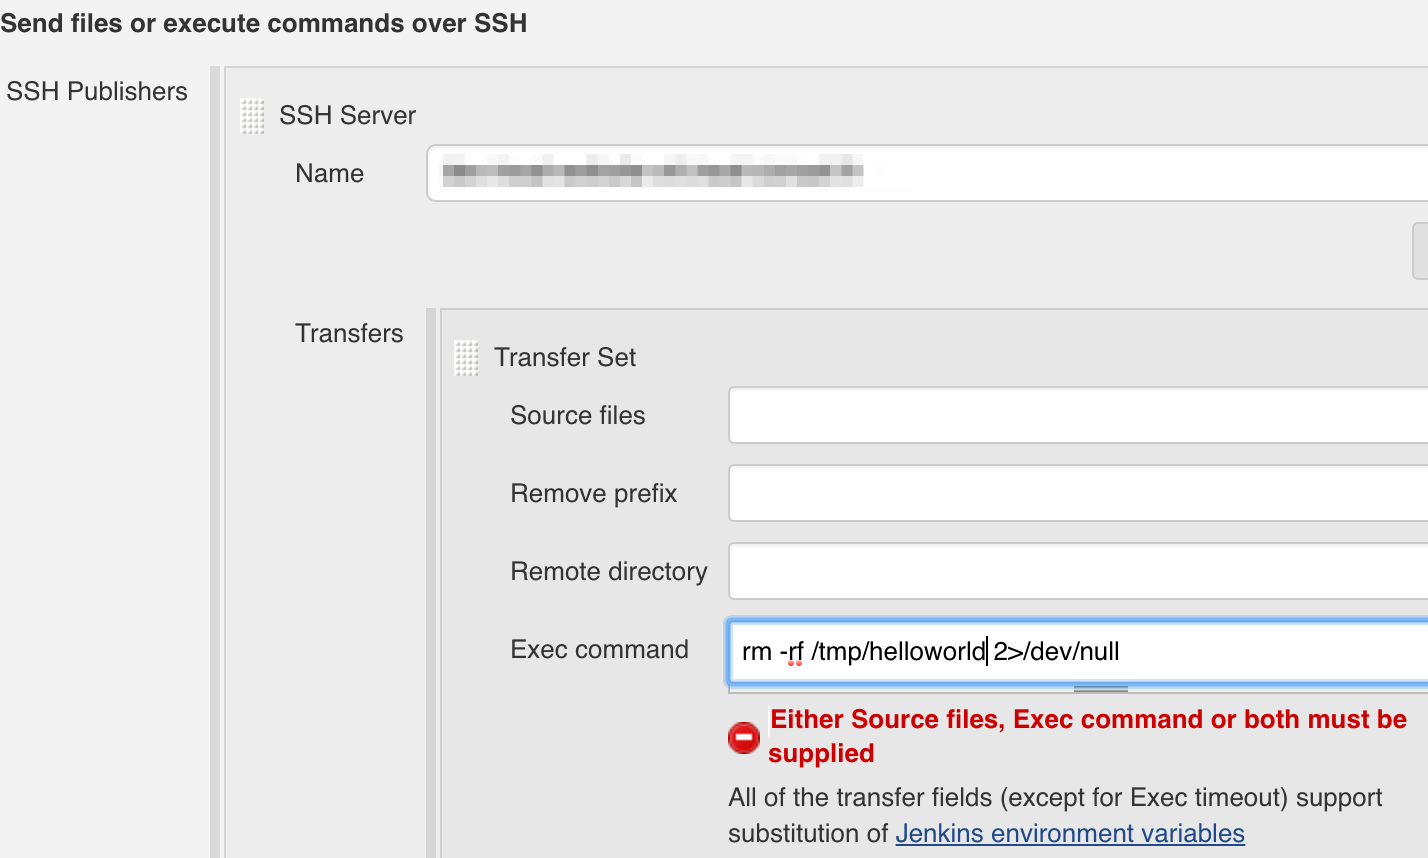 Send files or execute commands over SSH
SSH Publishers
SSH Server
Name
Transfers
Transfer Set
Source files
Remove prefix
Remote directory
Exec command
rm -rf /tmp/helloworld 2>/dev/null
Either Source files, Exec command or both must be
supplied
All of the transfer fields (except for Exec timeout) support
substitution of Jenkins environment variables